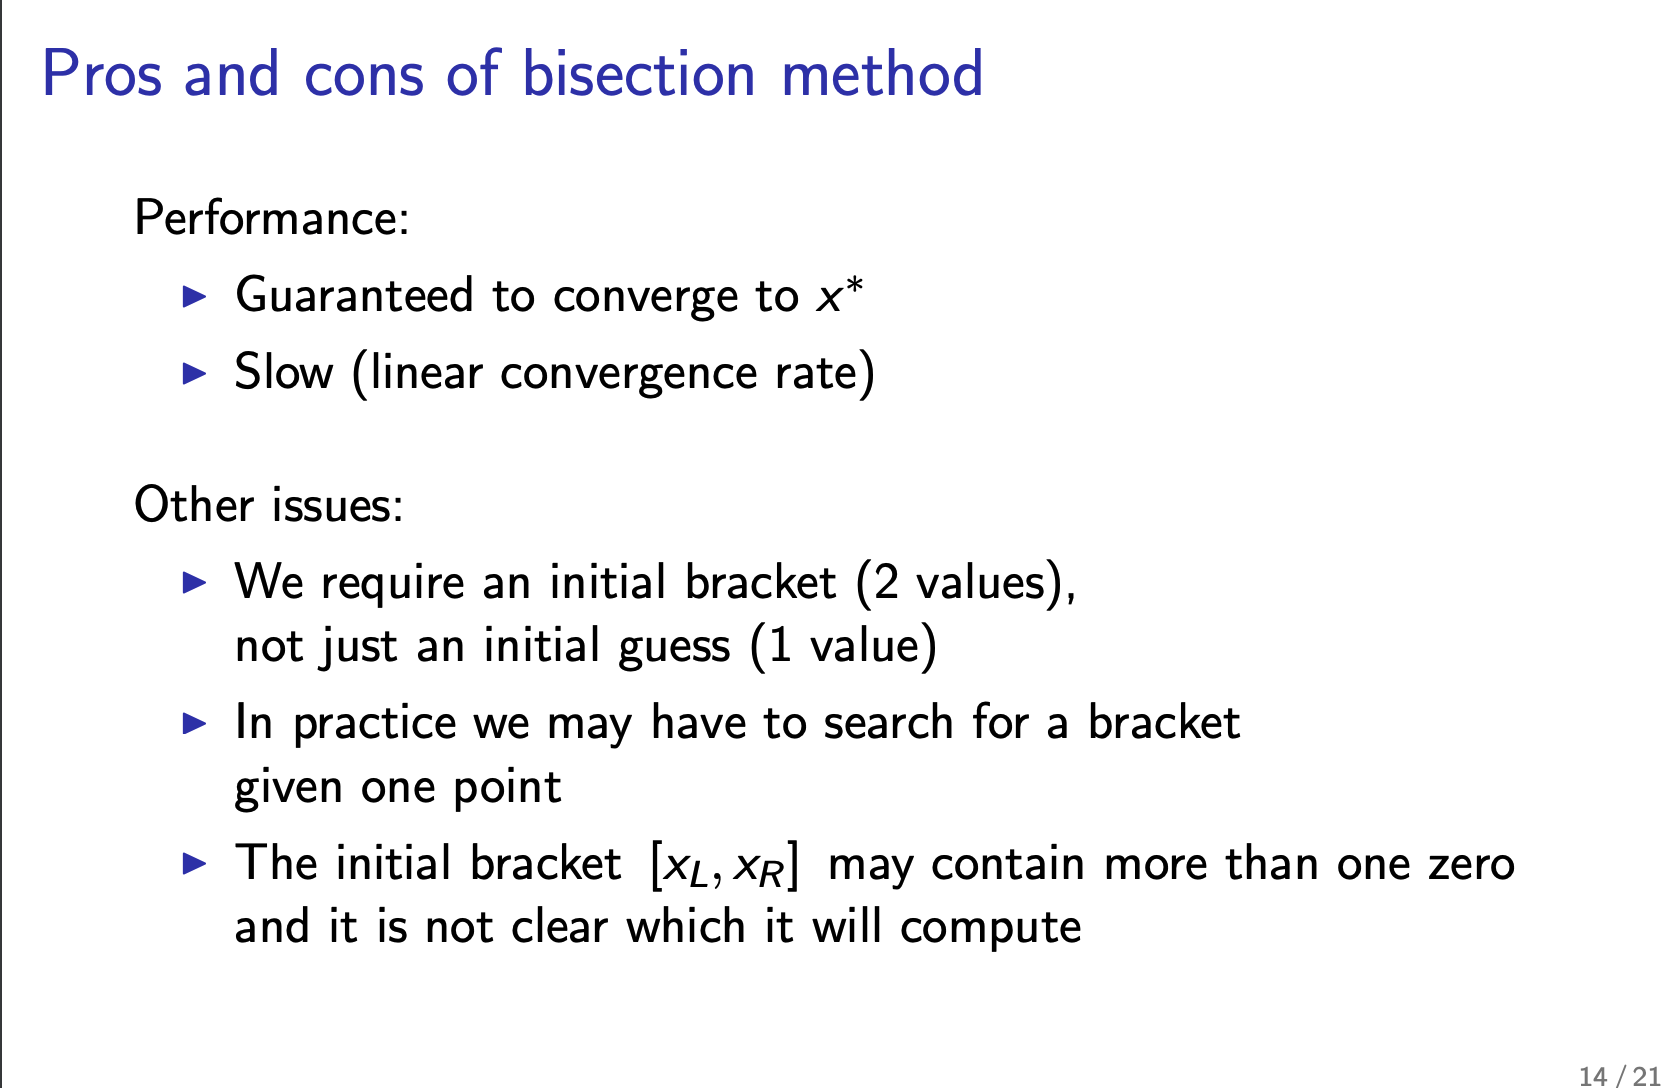 Pros and cons of bisection method
Performance:
▶ Guaranteed to converge to x*
▶ Slow (linear convergence rate)
Other issues:
▶ We require an initial bracket (2 values),
not just an initial guess (1 value)
▶ In practice we may have to search for a bracket
given one point
▶ The initial bracket [x_L, x_R] may contain more than one zero
and it is not clear which it will compute
14 / 21